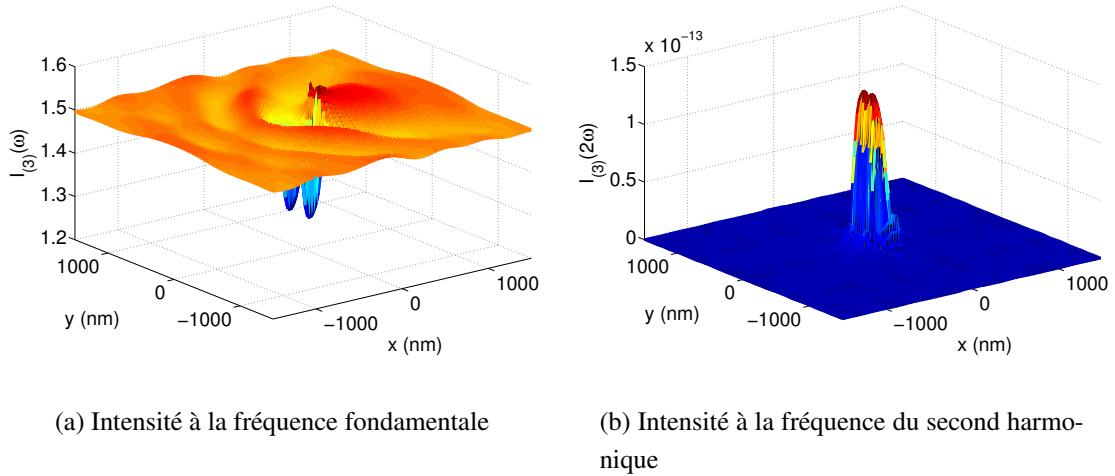 1.6
1.5
1.4
1.3
1.2
I(3)(ω)
1000
0
−1000
y (nm)
−1000
0
1000
x (nm)
x 10−13
1.5
1
0.5
0
I(3)(2ω)
1000
0
−1000
y (nm)
−1000
0
1000
x (nm)
(a) Intensité à la fréquence fondamentale
(b) Intensité à la fréquence du second harmo-
nique